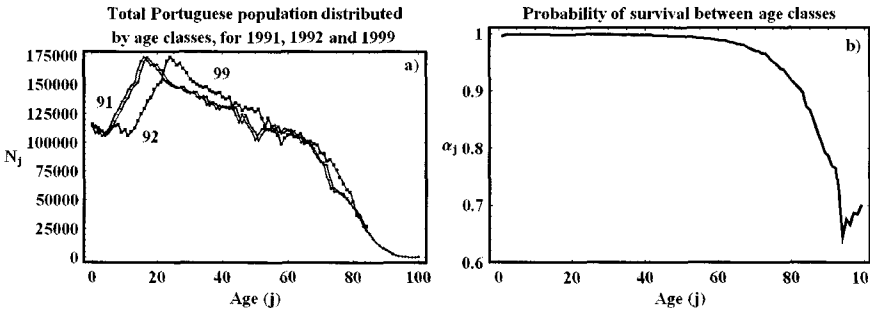 Total Portuguese population distributed
by age classes, for 1991, 1992 and 1999
175000
150000
125000
100000
75000
50000
25000
0
N_j
a)
91
92
99
0 20 40 60 80 100
Age (j)
Probability of survival between age classes
b)
1
0.9
0.8
0.7
0.6
α_j
0 20 40 60 80 10
Age (j)